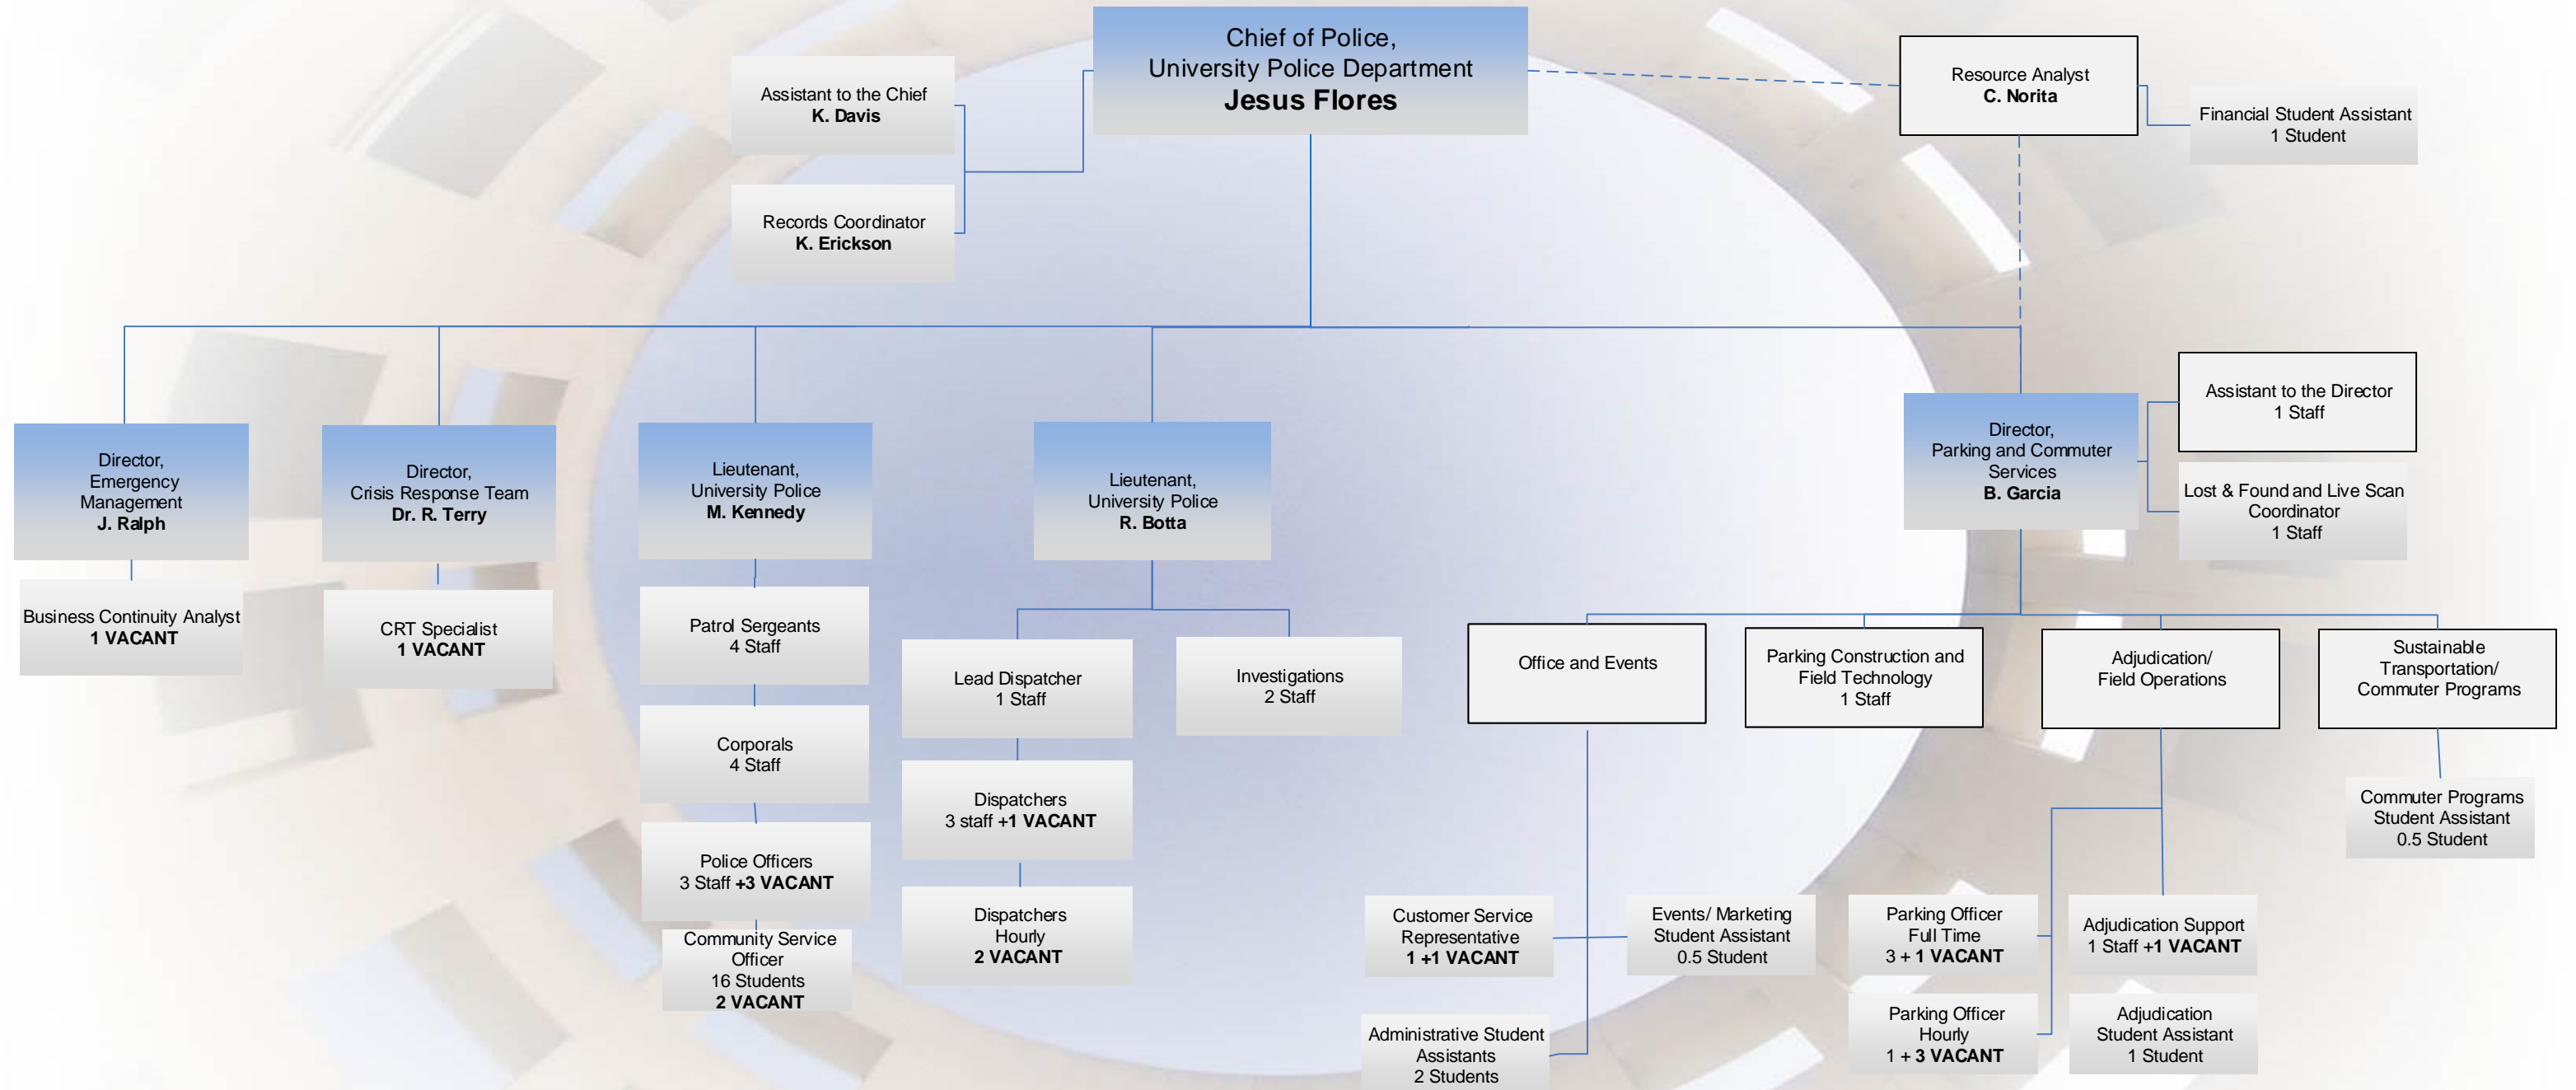 Chief of Police,
University Police Department
Jesus Flores
Assistant to the Chief
K. Davis
Records Coordinator
K. Erickson
Resource Analyst
C. Norita
Financial Student Assistant
1 Student
Director,
Emergency
Management
J. Ralph
Business Continuity Analyst
1 VACANT
Director,
Crisis Response Team
Dr. R. Terry
CRT Specialist
1 VACANT
Lieutenant,
University Police
M. Kennedy
Patrol Sergeants
4 Staff
Corporals
4 Staff
Police Officers
3 Staff +3 VACANT
Community Service
Officer
16 Students
2 VACANT
Lieutenant,
University Police
R. Botta
Lead Dispatcher
1 Staff
Dispatchers
3 staff +1 VACANT
Dispatchers
Hourly
2 VACANT
Investigations
2 Staff
Director,
Parking and Commuter
Services
B. Garcia
Assistant to the Director
1 Staff
Lost & Found and Live Scan
Coordinator
1 Staff
Office and Events
Customer Service
Representative
1 +1 VACANT
Events/ Marketing
Student Assistant
0.5 Student
Administrative Student
Assistants
2 Students
Parking Construction and
Field Technology
1 Staff
Adjudication/
Field Operations
Parking Officer
Full Time
3 + 1 VACANT
Parking Officer
Hourly
1 + 3 VACANT
Adjudication Support
1 Staff +1 VACANT
Adjudication
Student Assistant
1 Student
Sustainable
Transportation/
Commuter Programs
Commuter Programs
Student Assistant
0.5 Student